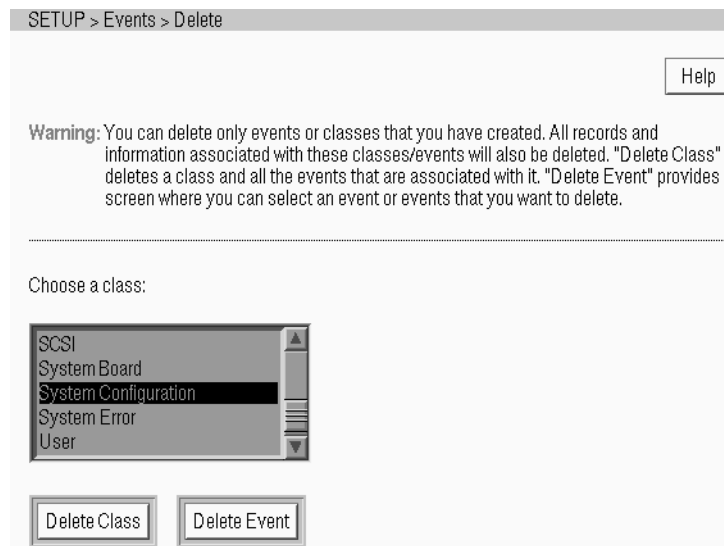 SETUP > Events > Delete
Help
Warning: You can delete only events or classes that you have created. All records and
information associated with these classes/events will also be deleted. "Delete Class"
deletes a class and all the events that are associated with it. "Delete Event" provides
screen where you can select an event or events that you want to delete.
Choose a class:
SCSI
System Board
System Configuration
System Error
User
Delete Class
Delete Event